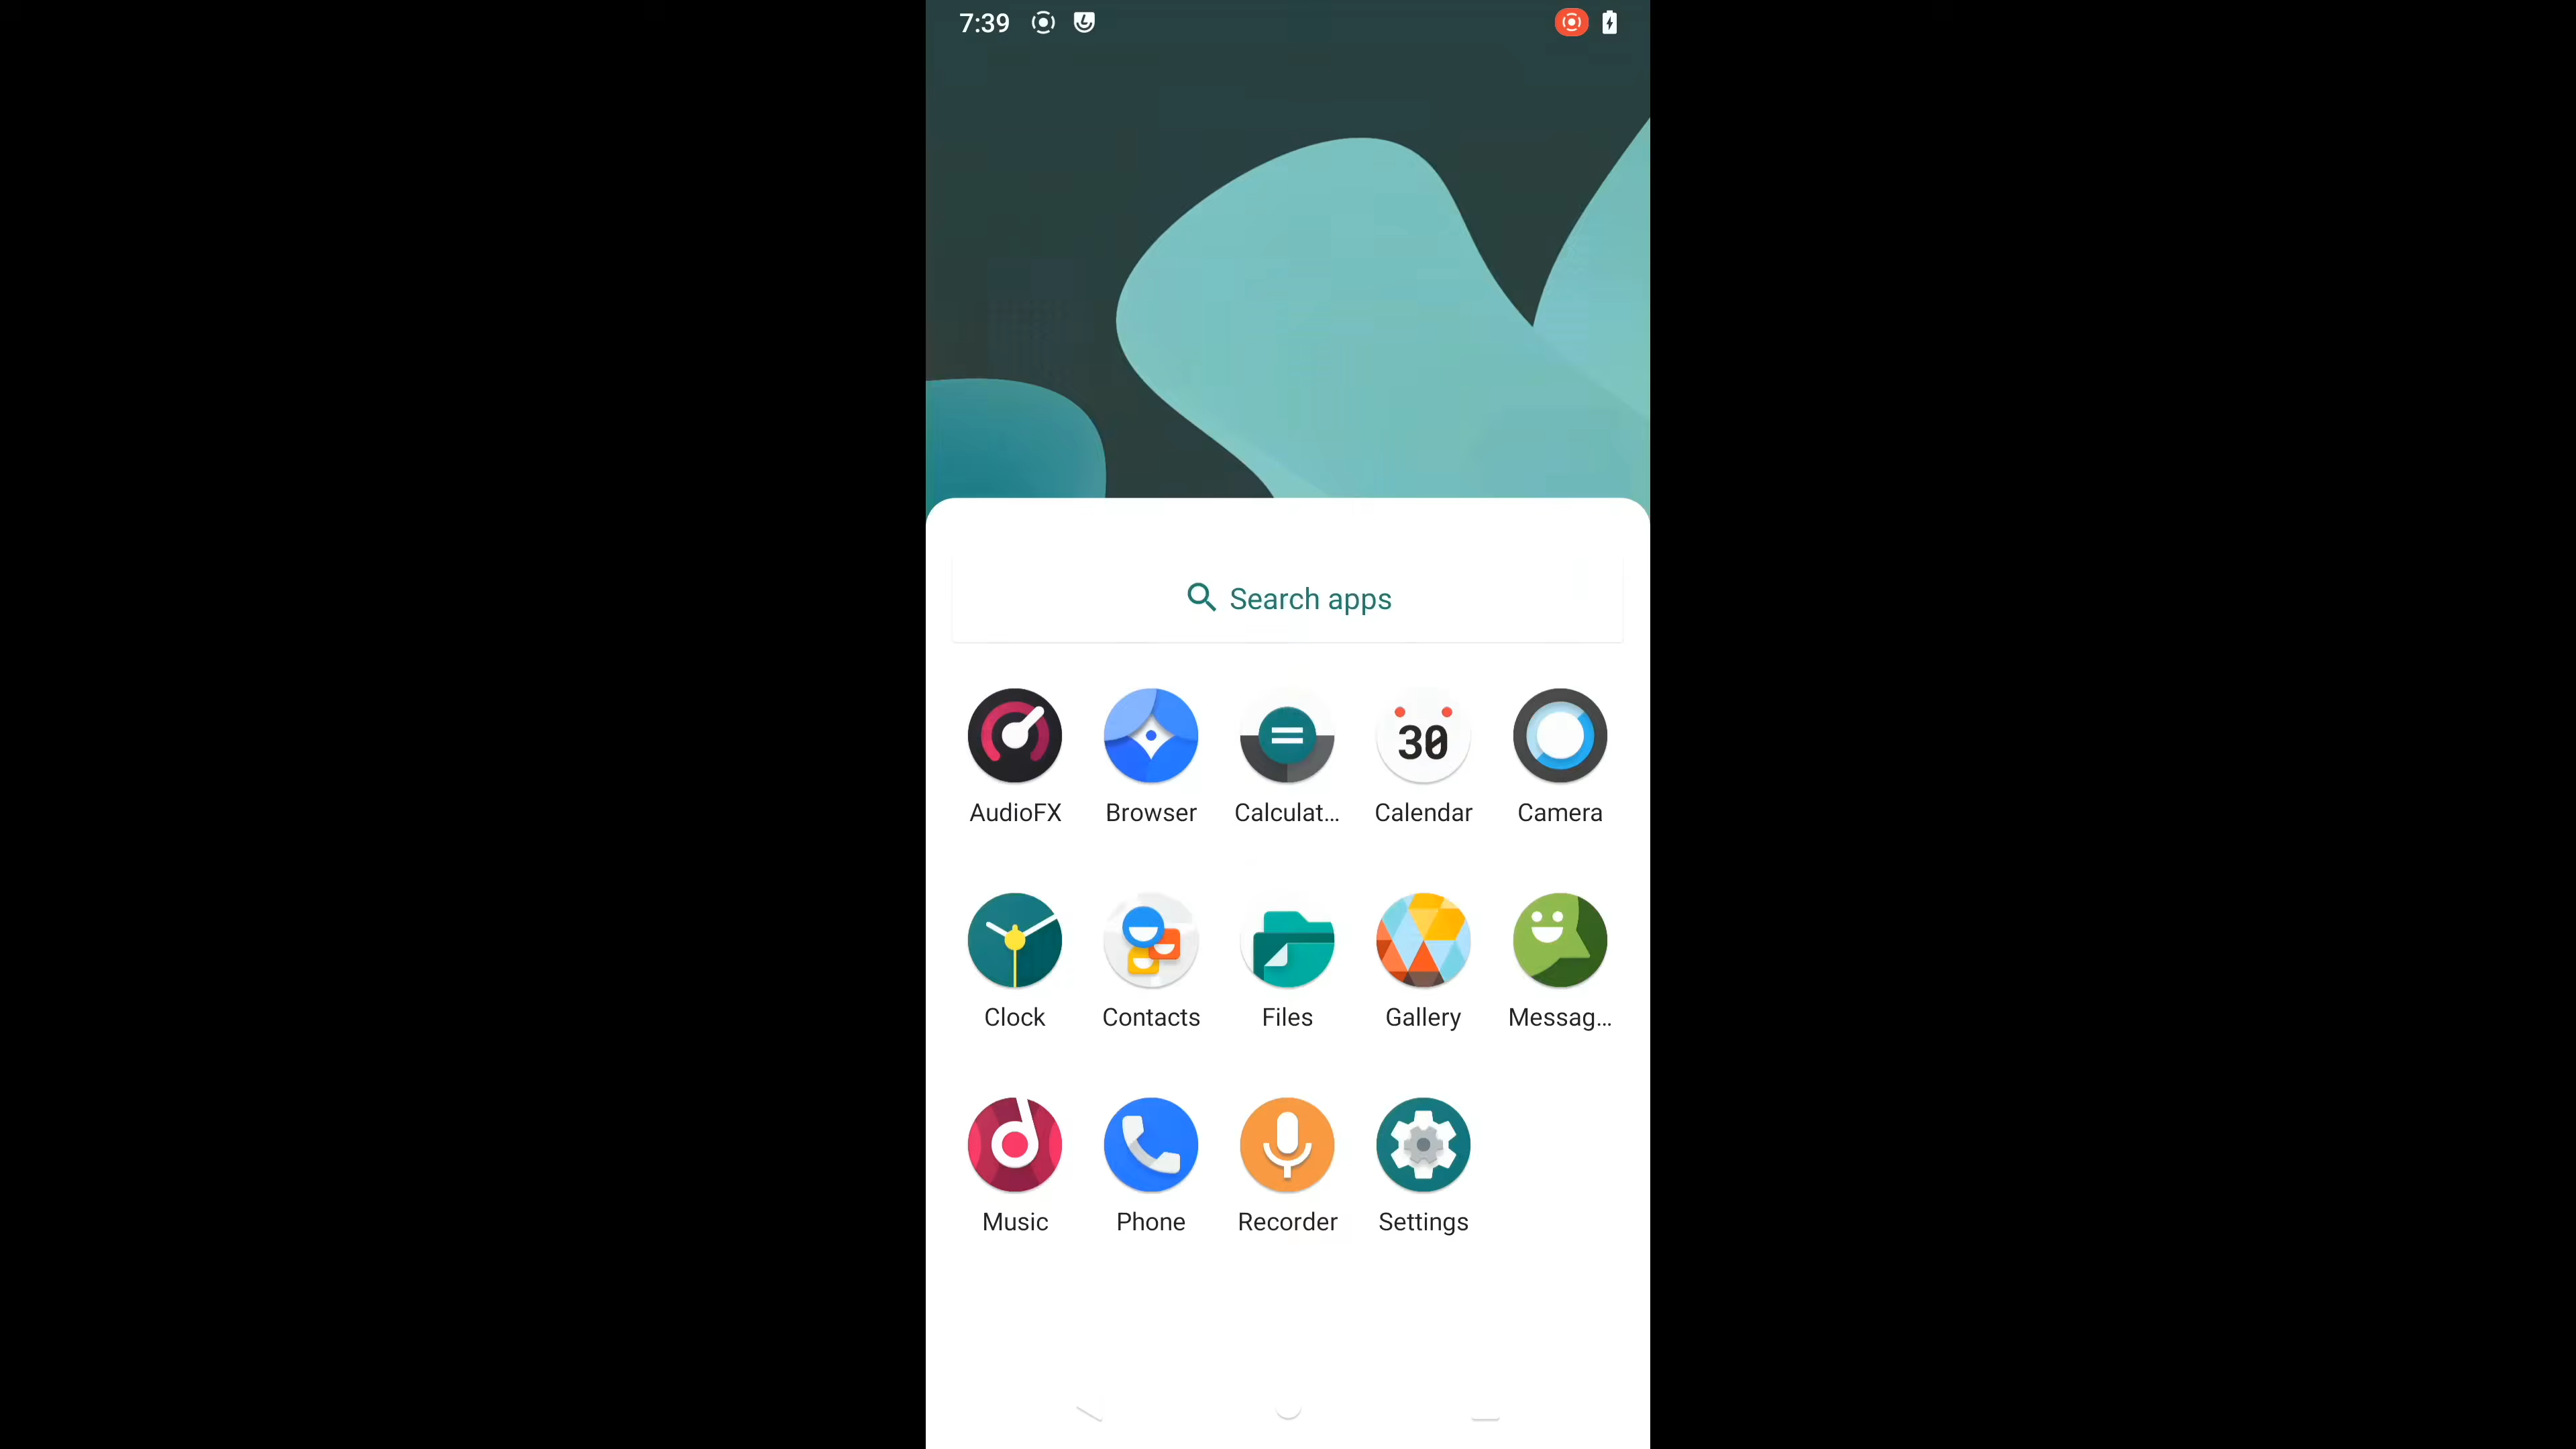 7:39
Search apps
AudioFX Browser Calculat... Calendar Camera
30
Clock Contacts Files Gallery Messag...
Music Phone Recorder Settings